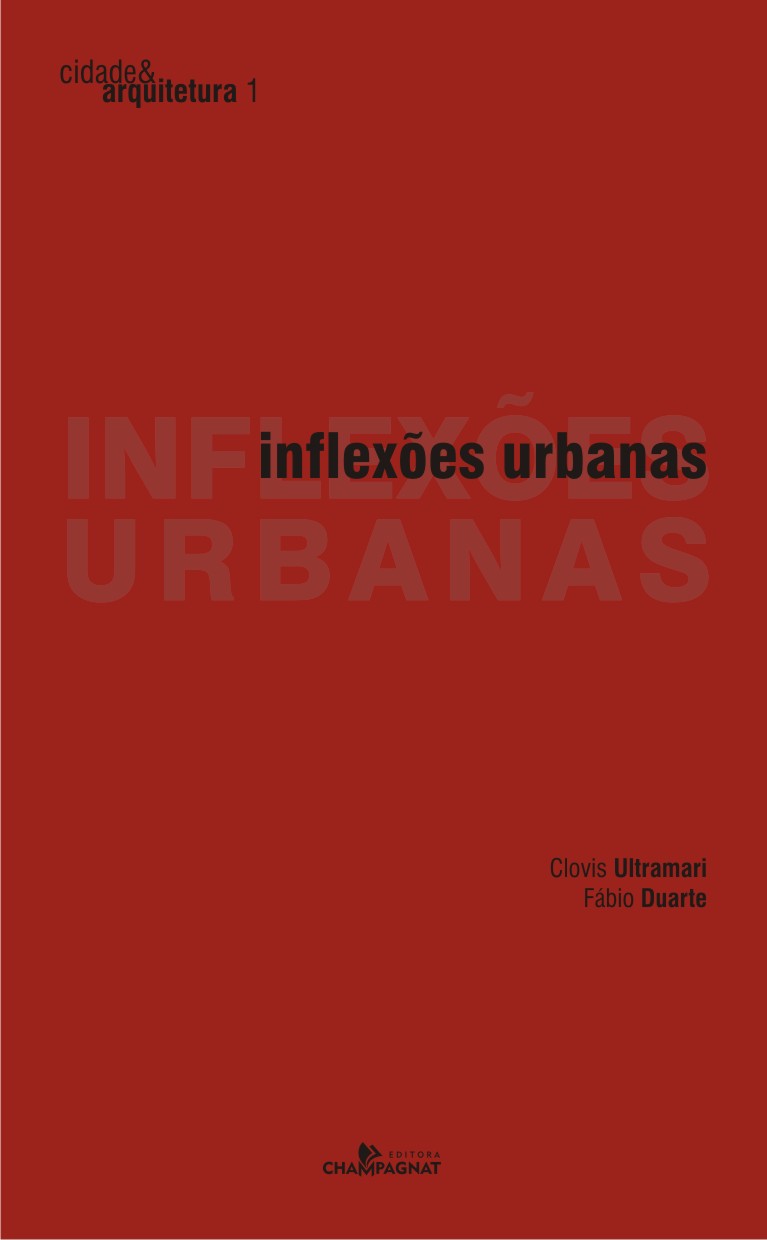 cidade&
arquitetura 1
INFLEXÕES
inflexões urbanas
URBANAS
Clovis Ultramari
Fábio Duarte
EDITORA
CHAMPAGNAT